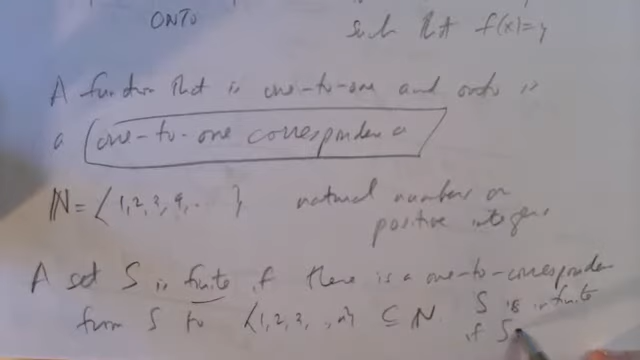 ONTO
such that f(x)=y
A function that is one-to-one and onto is
a one-to-one correspondence
N = {1,2,3,4,.. }
natural numbers or
positive integers
A set S is finite if there is a one-to-correspondence
from S to {1,2,3,..,n} ⊆ N. S is infinite
if S